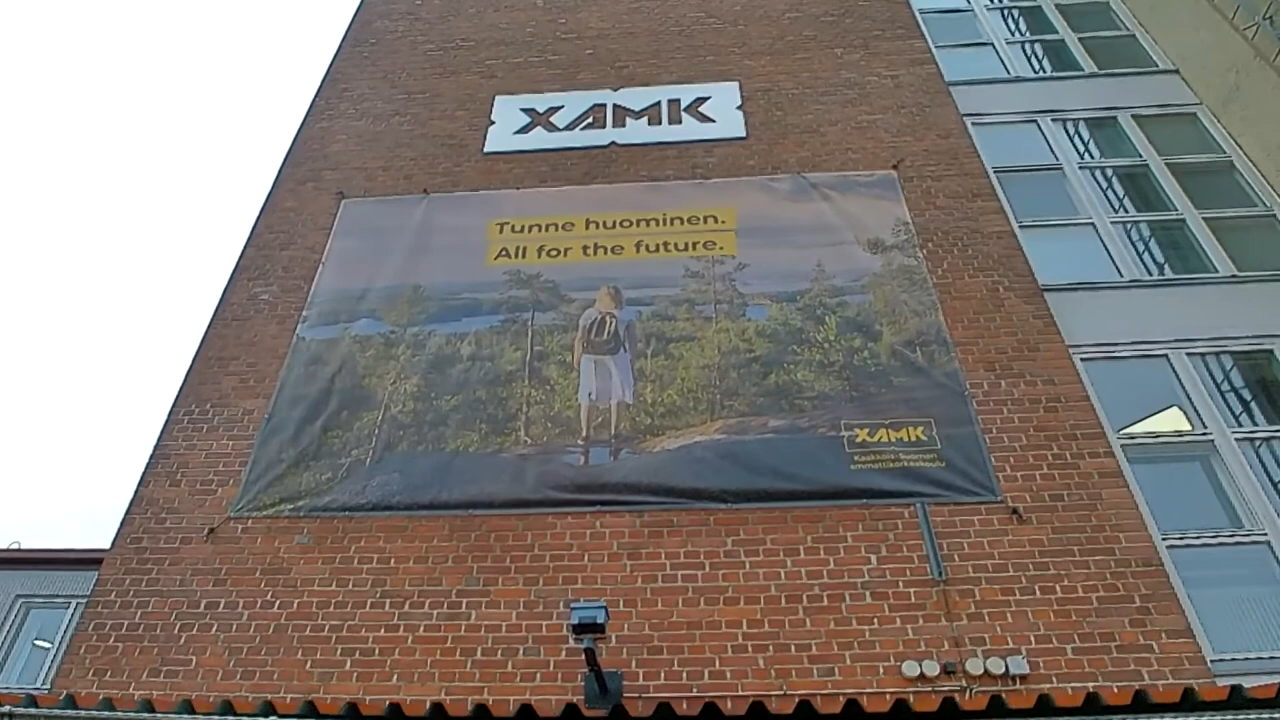 XAMK
Tunne huominen.
All for the future.
XAMK
Kaakkois-Suomen
ammattikorkeakoulu